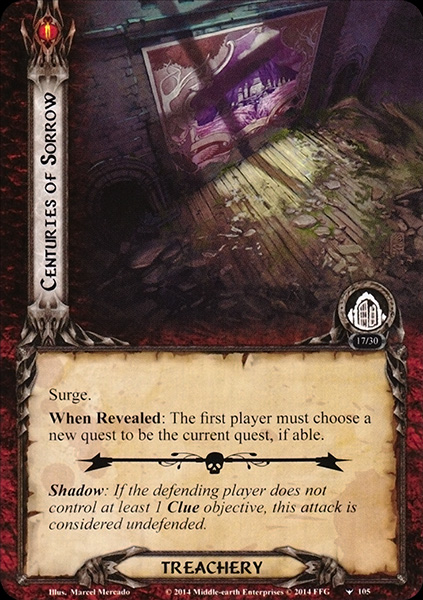 CENTURIES OF SORROW
17/30
Surge.
When Revealed: The first player must choose a
new quest to be the current quest, if able.
Shadow: If the defending player does not
control at least 1 Clue objective, this attack is
considered undefended.
TREACHERY
Illus. Marcel Mercado © 2014 Middle-earth Enterprises © 2014 FFG 105